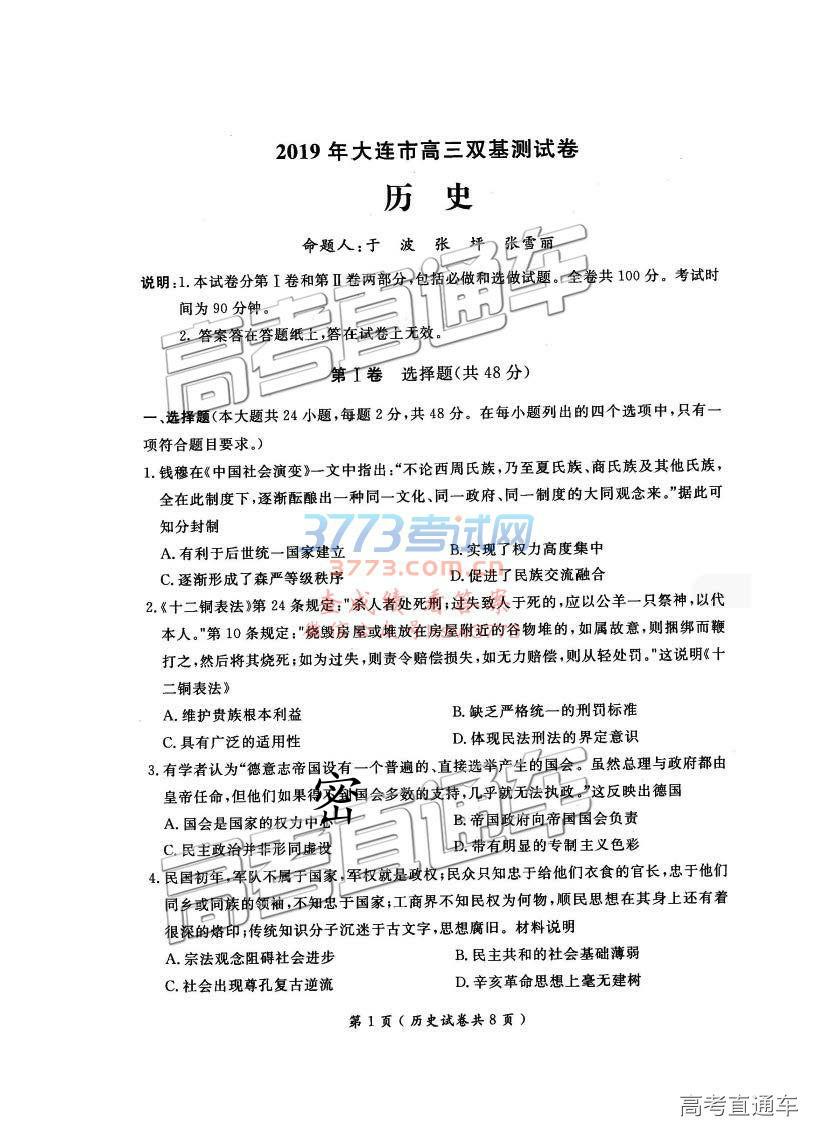 2019 年大连市高三双基测试卷
历 史
命题人:于 波 张 坪 张雪丽
说明:1.本试卷分第Ⅰ卷和第Ⅱ卷两部分,包括必做和选做试题。全卷共 100 分。考试时
间为 90 分钟。
2. 答案答在答题纸上,答在试卷上无效。
第Ⅰ卷 选择题(共 48 分)
一、选择题(本大题共 24 小题,每题 2 分,共 48 分。在每小题列出的四个选项中,只有一
项符合题目要求。)
1. 钱穆在《中国社会演变》一文中指出:“不论西周氏族,乃至夏氏族、商氏族及其他氏族,
全在此制度下,逐渐酝酿出一种同一文化、同一政府、同一制度的大同观念来。”据此可
知分封制
3773考试网
A. 有利于后世统一国家建立 B. 实现了权力高度集中
3773.com.cn
C. 逐渐形成了森严等级秩序 D. 促进了民族交流融合
查成绩 看答案
2.《十二铜表法》第 24 条规定:"杀人者处死刑;过失致人于死的,应以公羊一只祭神,以代
本人。"第 10 条规定:"烧毁房屋或堆放在房屋附近的谷物堆的,如属故意,则捆绑而鞭
打之,然后将其烧死;如为过失,则责令赔偿损失,如无力赔偿,则从轻处罚。"这说明《十
二铜表法》
A. 维护贵族根本利益 B. 缺乏严格统一的刑罚标准
C. 具有广泛的适用性 D. 体现民法刑法的界定意识
3. 有学者认为“德意志帝国设有一个普遍的、直接选举产生的国会。虽然总理与政府都由
皇帝任命,但他们如果得不到国会多数的支持,几乎就无法执政。”这反映出德国
密
A. 国会是国家的权力中心 B. 帝国政府向帝国国会负责
C. 民主政治并非形同虚设 D. 带有明显的专制主义色彩
4. 民国初年,军队不属于国家,军权就是政权;民众只知忠于给他们衣食的官长,忠于他们
同乡或同族的领袖,不知忠于国家;工商界不知民权为何物,顺民思想在其身上还有着
很深的烙印;传统知识分子沉迷于古文字,思想腐旧。材料说明
A. 宗法观念阻碍社会进步 B. 民主共和的社会基础薄弱
C. 社会出现尊孔复古逆流 D. 辛亥革命思想上毫无建树
第 1 页 ( 历史试卷共 8 页 )
高考直通车
高考直通车
高考直通车